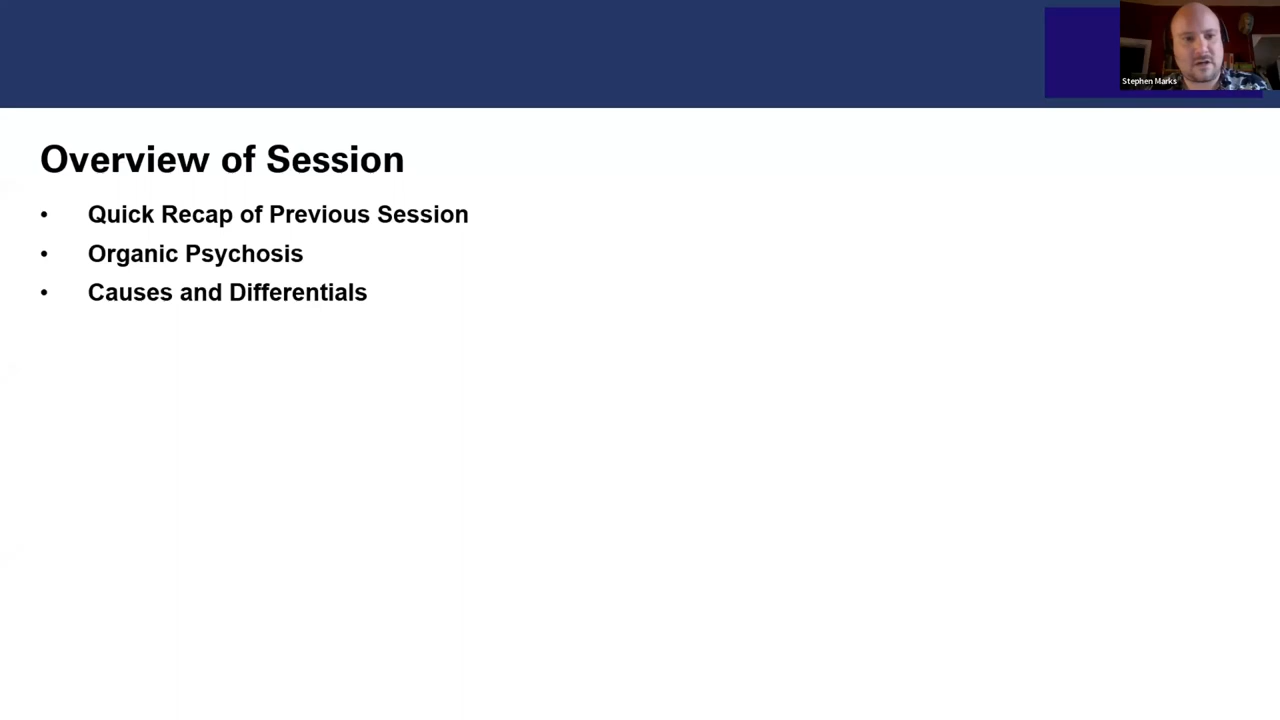 Stephen Marks
Overview of Session
• Quick Recap of Previous Session
• Organic Psychosis
• Causes and Differentials